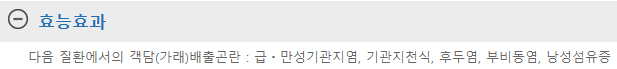 효능효과
다음 질환에서의 객담(가래)배출곤란 : 급・만성기관지염, 기관지천식, 후두염, 부비동염, 낭성섬유증